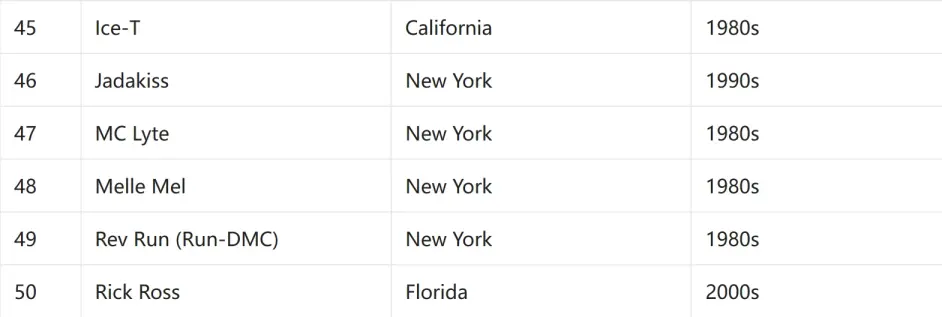 45 Ice-T California 1980s
46 Jadakiss New York 1990s
47 MC Lyte New York 1980s
48 Melle Mel New York 1980s
49 Rev Run (Run-DMC) New York 1980s
50 Rick Ross Florida 2000s